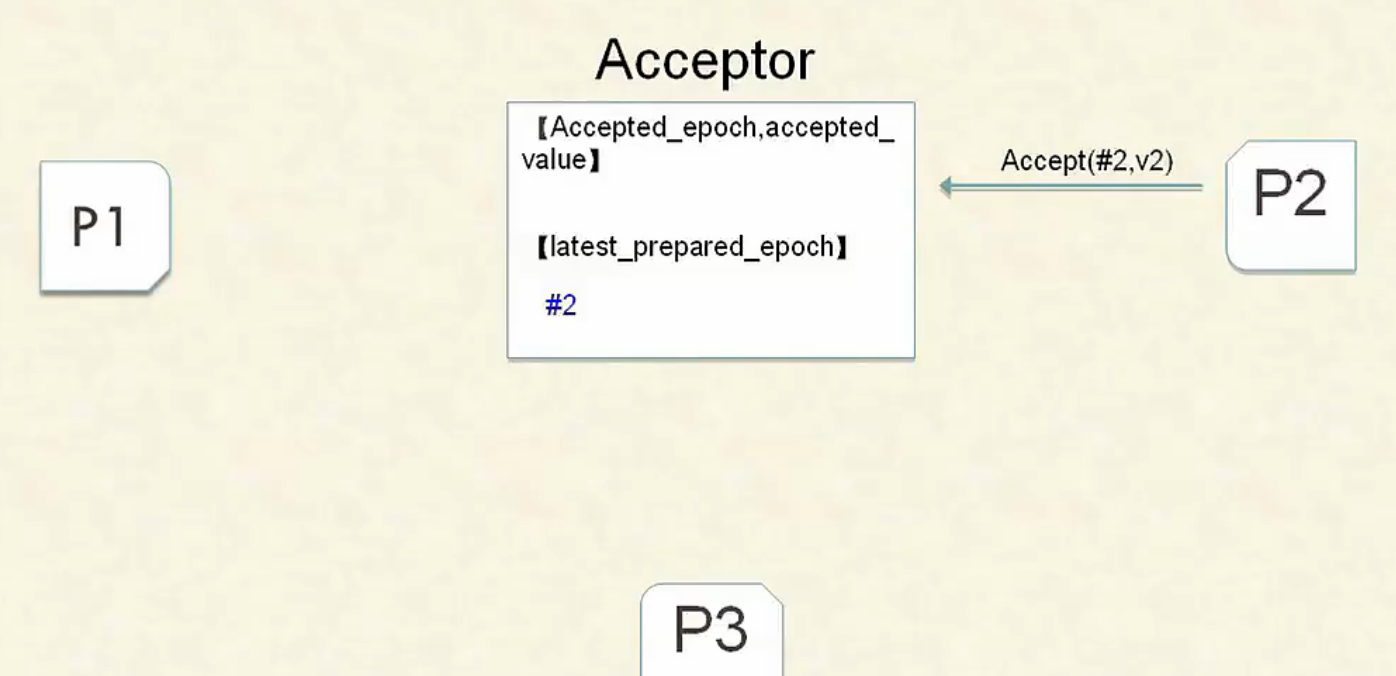 Acceptor
【Accepted_epoch,accepted_
value】
Accept(#2,v2)
P2
P1
【latest_prepared_epoch】
#2
P3